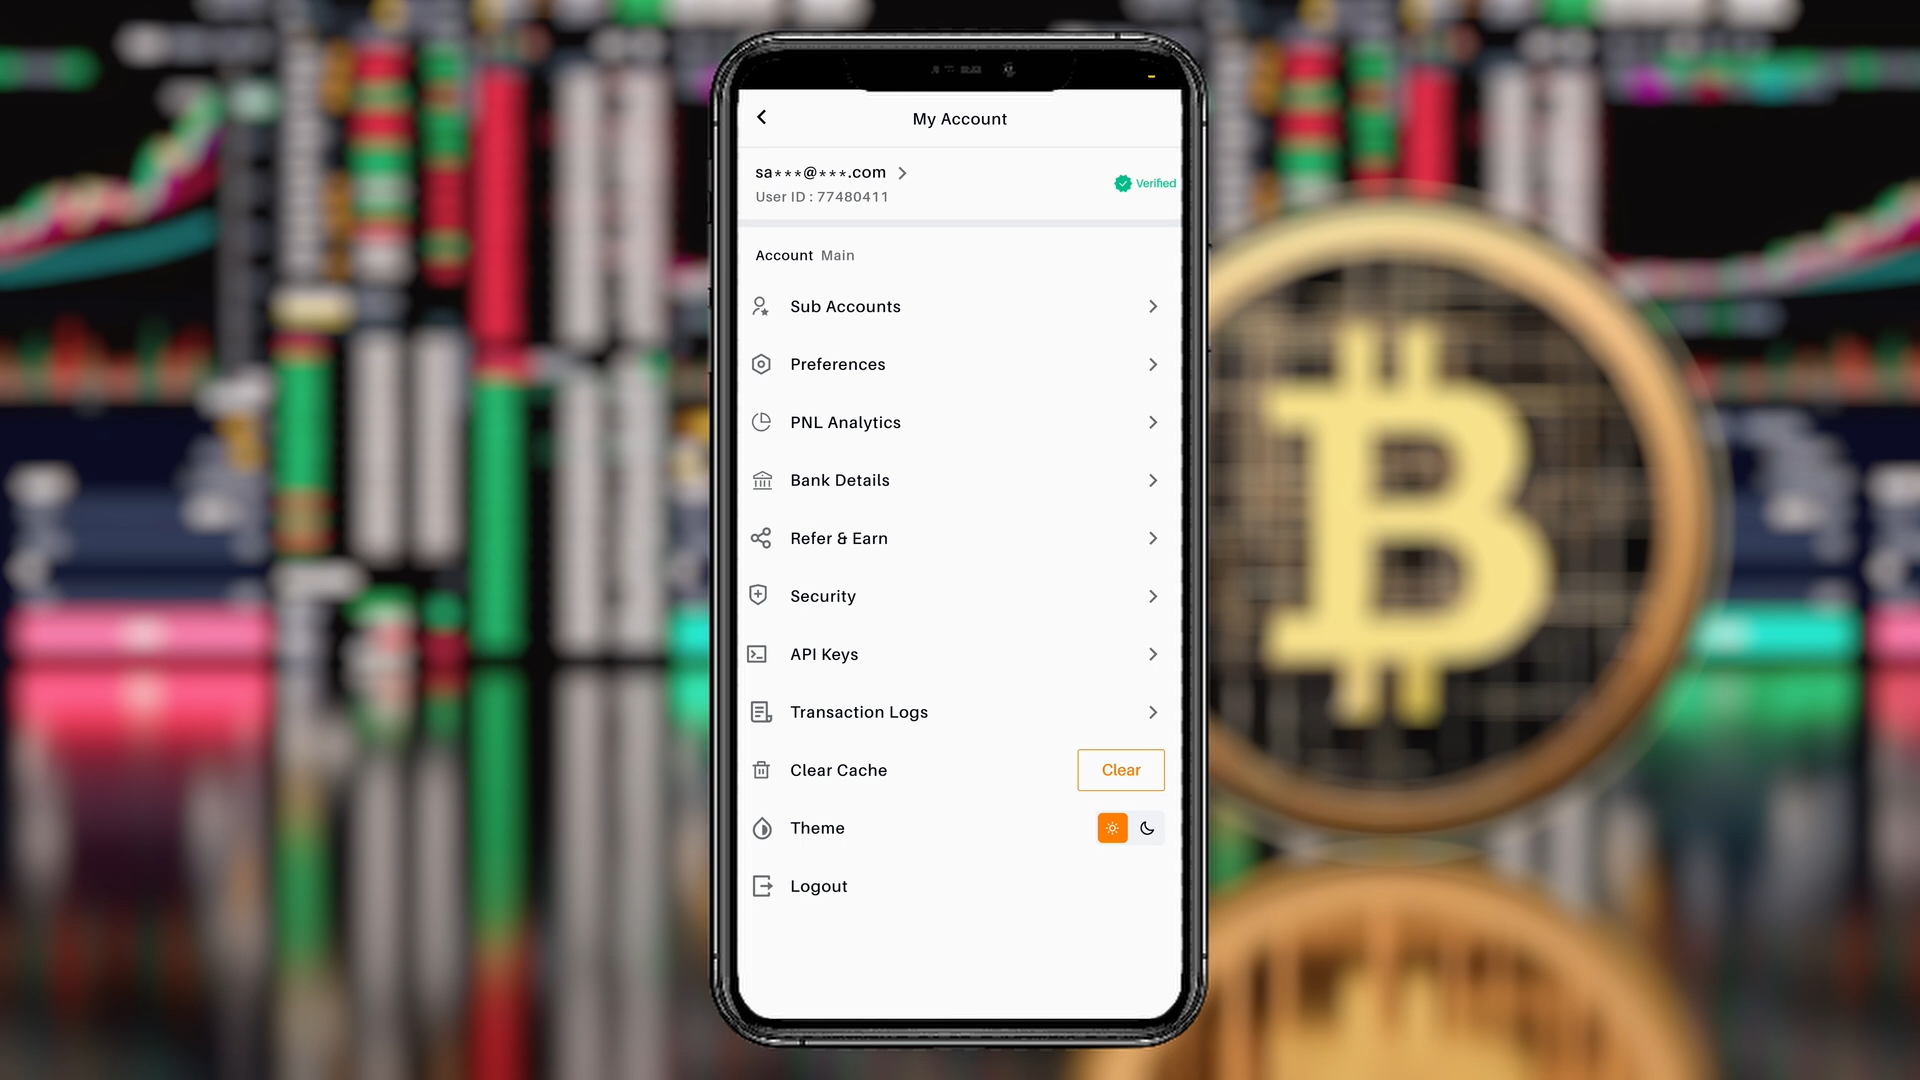 My Account
sa***@***.com
Verified
User ID : 77480411
Account Main
Sub Accounts
Preferences
PNL Analytics
Bank Details
Refer & Earn
Security
API Keys
Transaction Logs
Clear Cache
Clear
Theme
Logout